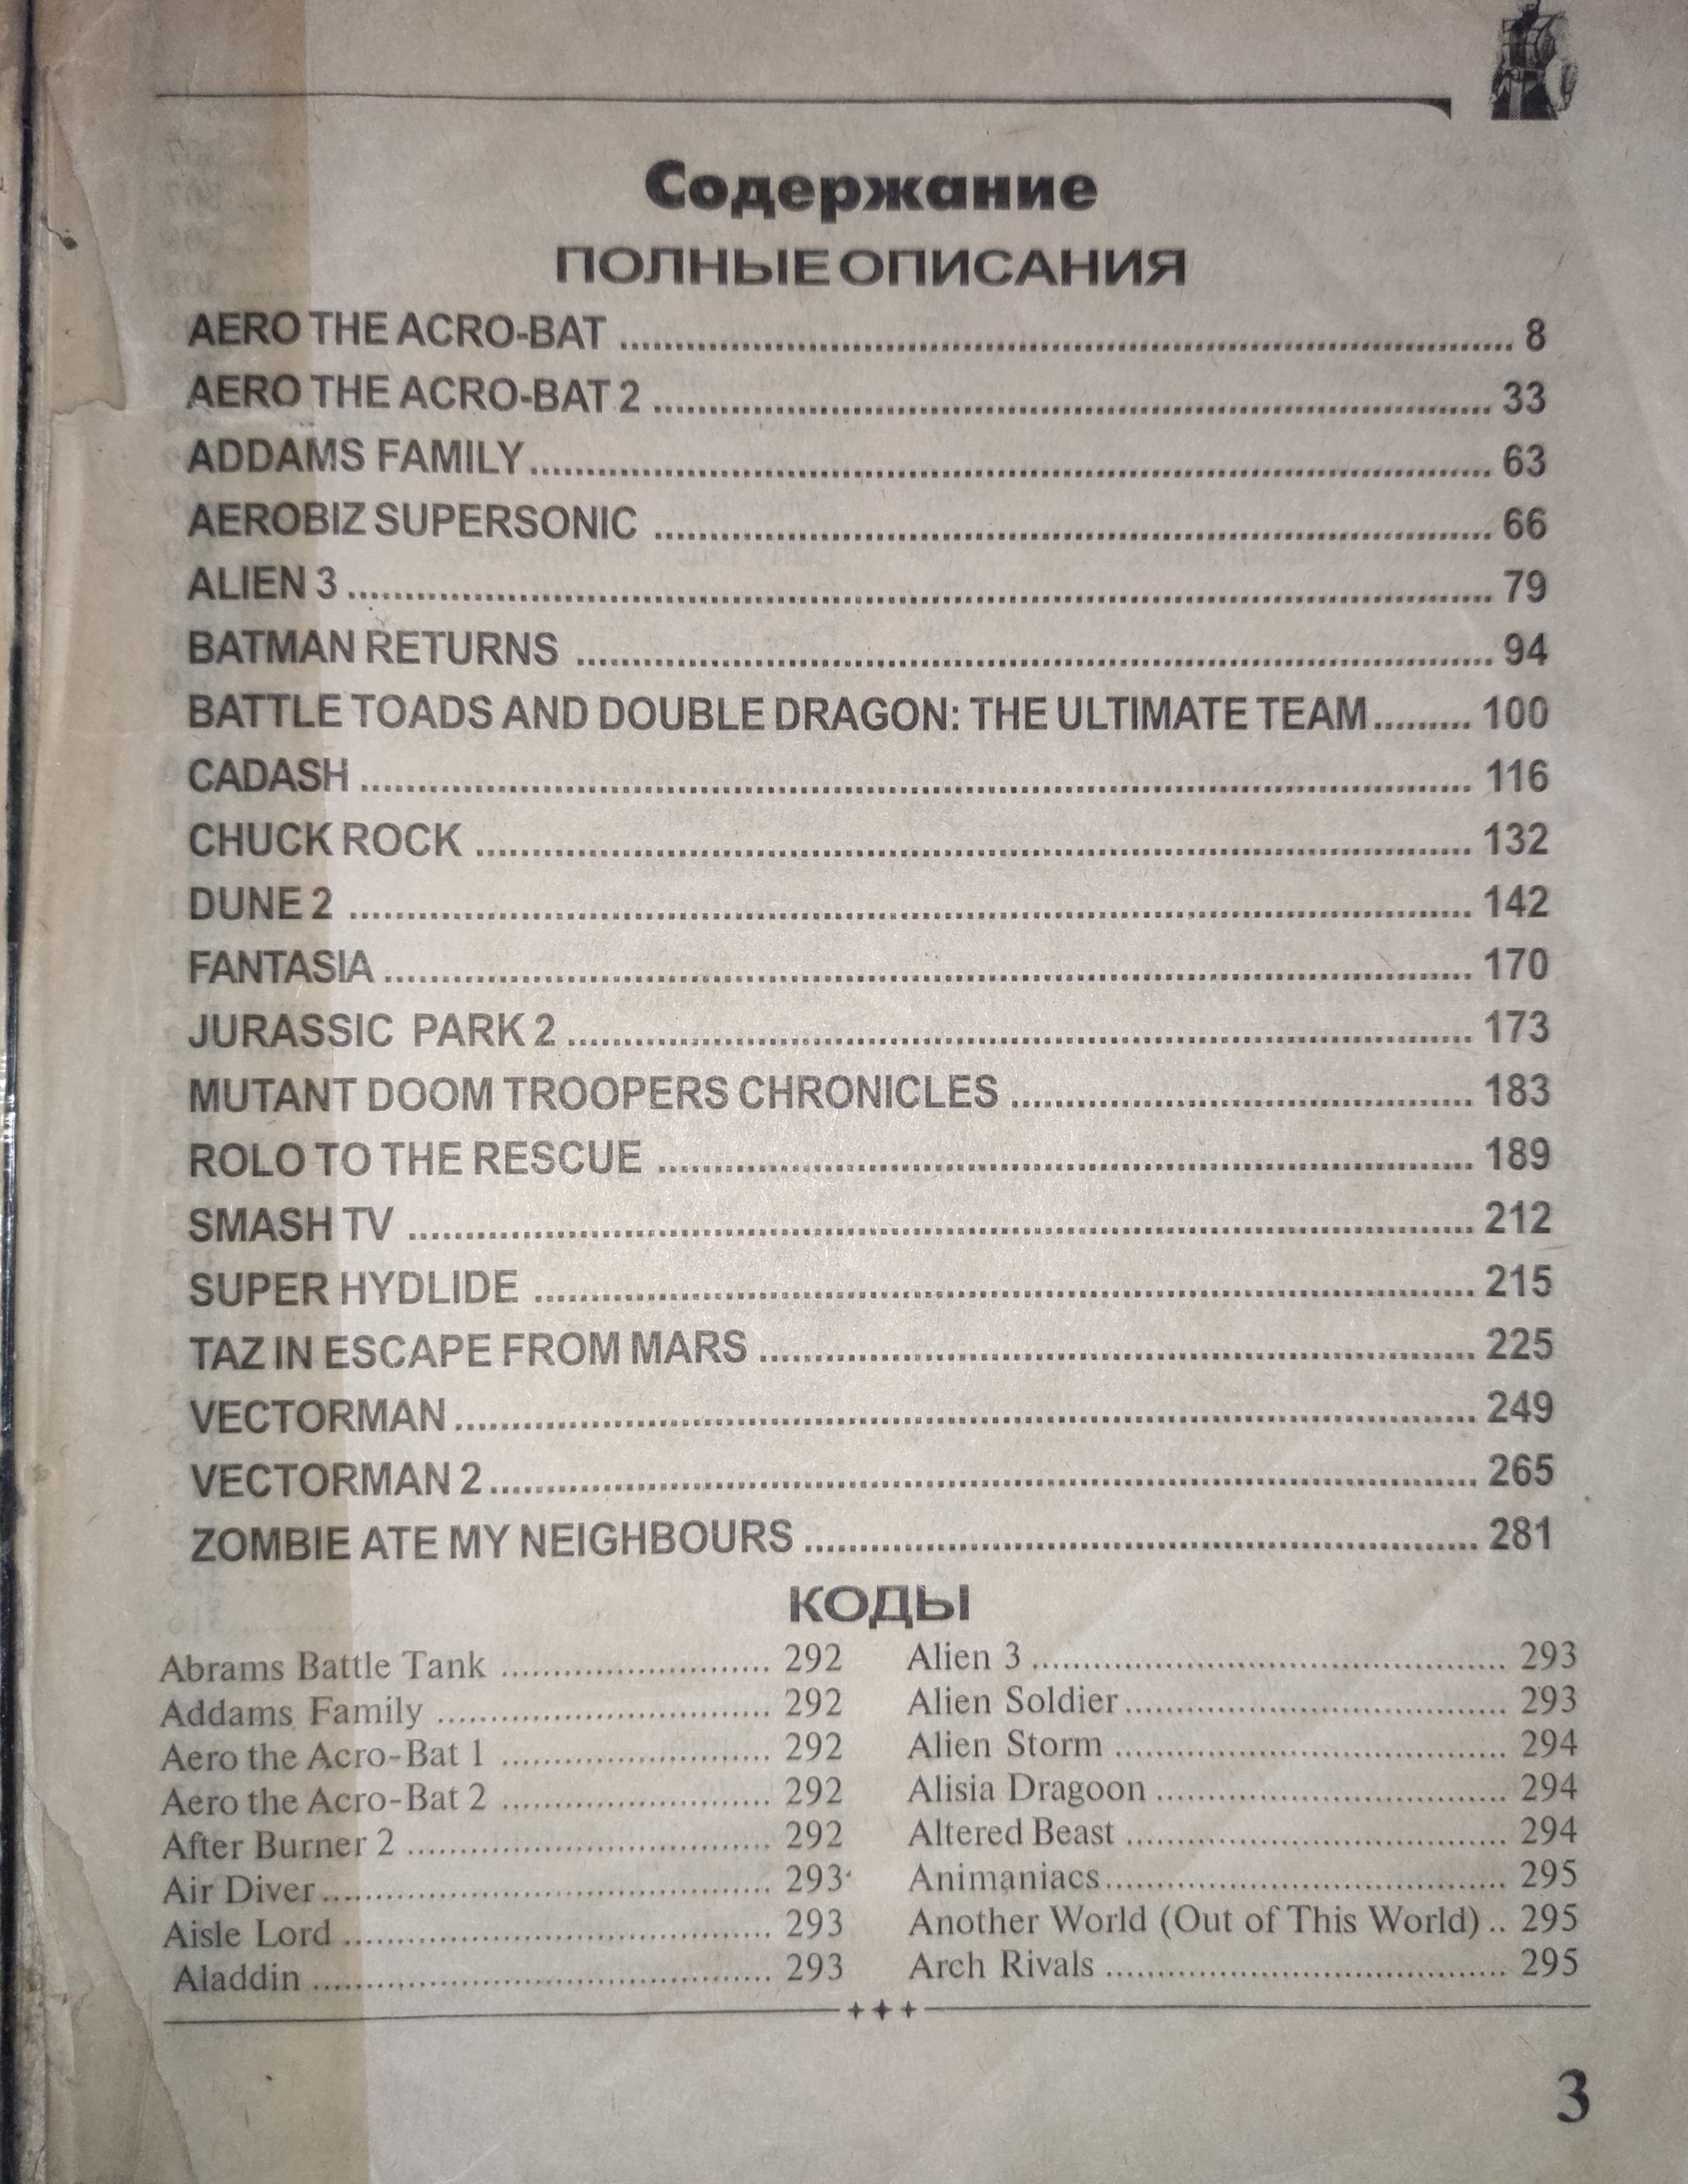 Содержание
ПОЛНЫЕ ОПИСАНИЯ
AERO THE ACRO-BAT ........ 8
AERO THE ACRO-BAT 2 ........ 33
ADDAMS FAMILY ........ 63
AEROBIZ SUPERSONIC ........ 66
ALIEN 3 ........ 79
BATMAN RETURNS ........ 94
BATTLE TOADS AND DOUBLE DRAGON: THE ULTIMATE TEAM ........ 100
CADASH ........ 116
CHUCK ROCK ........ 132
DUNE 2 ........ 142
FANTASIA ........ 170
JURASSIC PARK 2 ........ 173
MUTANT DOOM TROOPERS CHRONICLES ........ 183
ROLO TO THE RESCUE ........ 189
SMASH TV ........ 212
SUPER HYDLIDE ........ 215
TAZ IN ESCAPE FROM MARS ........ 225
VECTORMAN ........ 249
VECTORMAN 2 ........ 265
ZOMBIE ATE MY NEIGHBOURS ........ 281
КОДЫ
Abrams Battle Tank ........ 292
Addams Family ........ 292
Aero the Acro-Bat 1 ........ 292
Aero the Acro-Bat 2 ........ 292
After Burner 2 ........ 292
Air Diver ........ 293
Aisle Lord ........ 293
Aladdin ........ 293
Alien 3 ........ 293
Alien Soldier ........ 293
Alien Storm ........ 294
Alisia Dragoon ........ 294
Altered Beast ........ 294
Animaniacs ........ 295
Another World (Out of This World) .. 295
Arch Rivals ........ 295
3